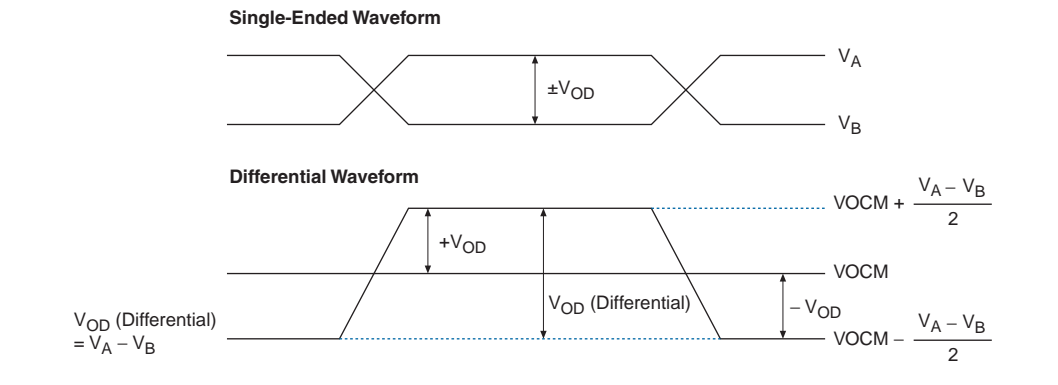 Single-Ended Waveform
V_A
±V_OD
V_B
Differential Waveform
VOCM + (V_A – V_B)/2
+V_OD
VOCM
V_OD (Differential)
– V_OD
V_OD (Differential)
= V_A – V_B
VOCM – (V_A – V_B)/2